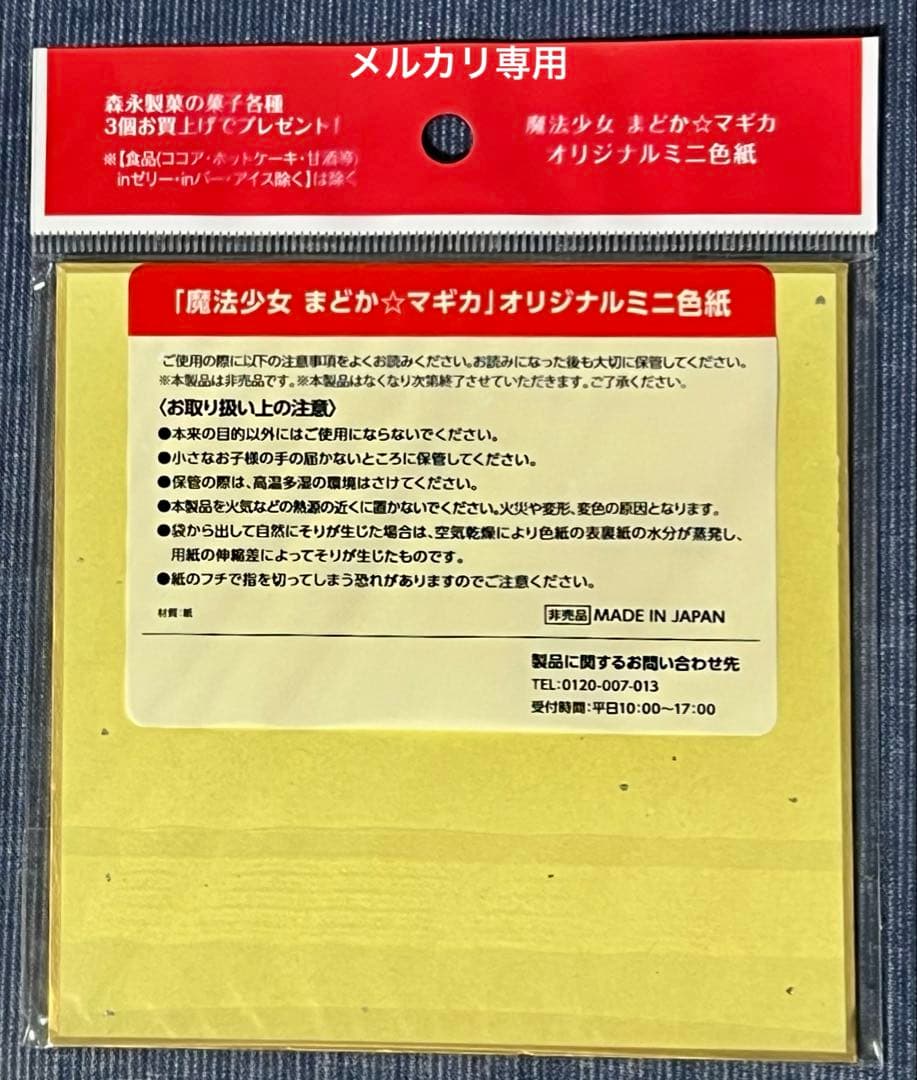 メルカリ専用
森永製菓の菓子各種
3個お買上げでプレゼント!
※【食品(ココア・ホットケーキ・甘酒等)
inゼリー・inバー・アイス除く】は除く
魔法少女 まどか☆マギカ
オリジナルミニ色紙
「魔法少女 まどか☆マギカ」オリジナルミニ色紙
ご使用の際に以下の注意事項をよくお読みください。お読みになった後も大切に保管してください。
※本製品は非売品です。※本製品はなくなり次第終了させていただきます。ご了承ください。
〈お取り扱い上の注意〉
●本来の目的以外にはご使用にならないでください。
●小さなお子様の手の届かないところに保管してください。
●保管の際は、高温多湿の環境はさけてください。
●本製品を火気などの熱源の近くに置かないでください。火災や変形、変色の原因となります。
●袋から出して自然にそりが生じた場合は、空気乾燥により色紙の表裏紙の水分が蒸発し、
用紙の伸縮差によってそりが生じたものです。
●紙のフチで指を切ってしまう恐れがありますのでご注意ください。
材質:紙
非売品 MADE IN JAPAN
製品に関するお問い合わせ先
TEL:0120-007-013
受付時間:平日10:00〜17:00